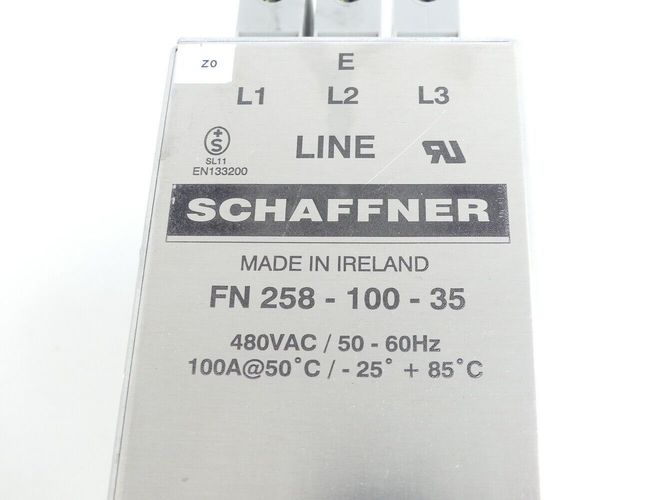 ZO
E
L1 L2 L3
LINE
SL11
EN133200
SCHAFFNER
MADE IN IRELAND
FN 258 - 100 - 35
480VAC / 50 - 60Hz
100A@50°C / - 25° + 85°C